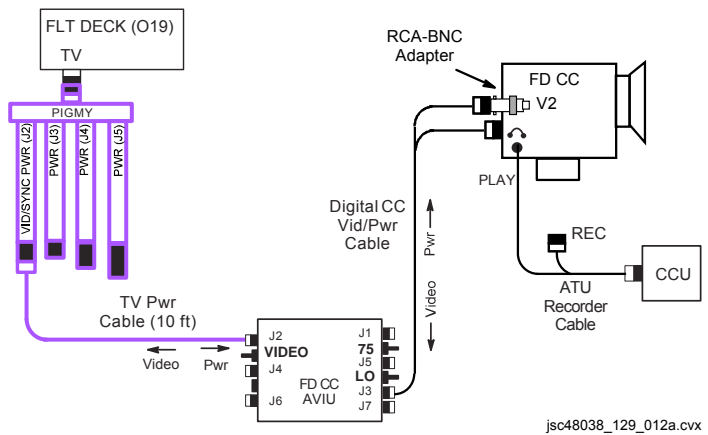 FLT DECK (O19)
TV
PIGMY
VID/SYNC PWR (J2)
PWR (J3)
PWR (J4)
PWR (J5)
RCA-BNC
Adapter
FD CC
V2
PLAY
Digital CC
Vid/Pwr
Cable
Pwr
Video
REC
CCU
ATU
Recorder
Cable
TV Pwr
Cable (10 ft)
Video
Pwr
J2
VIDEO
J4
J6
FD CC
AVIU
J1
75
J5
LO
J3
J7
jsc48038_129_012a.cvx